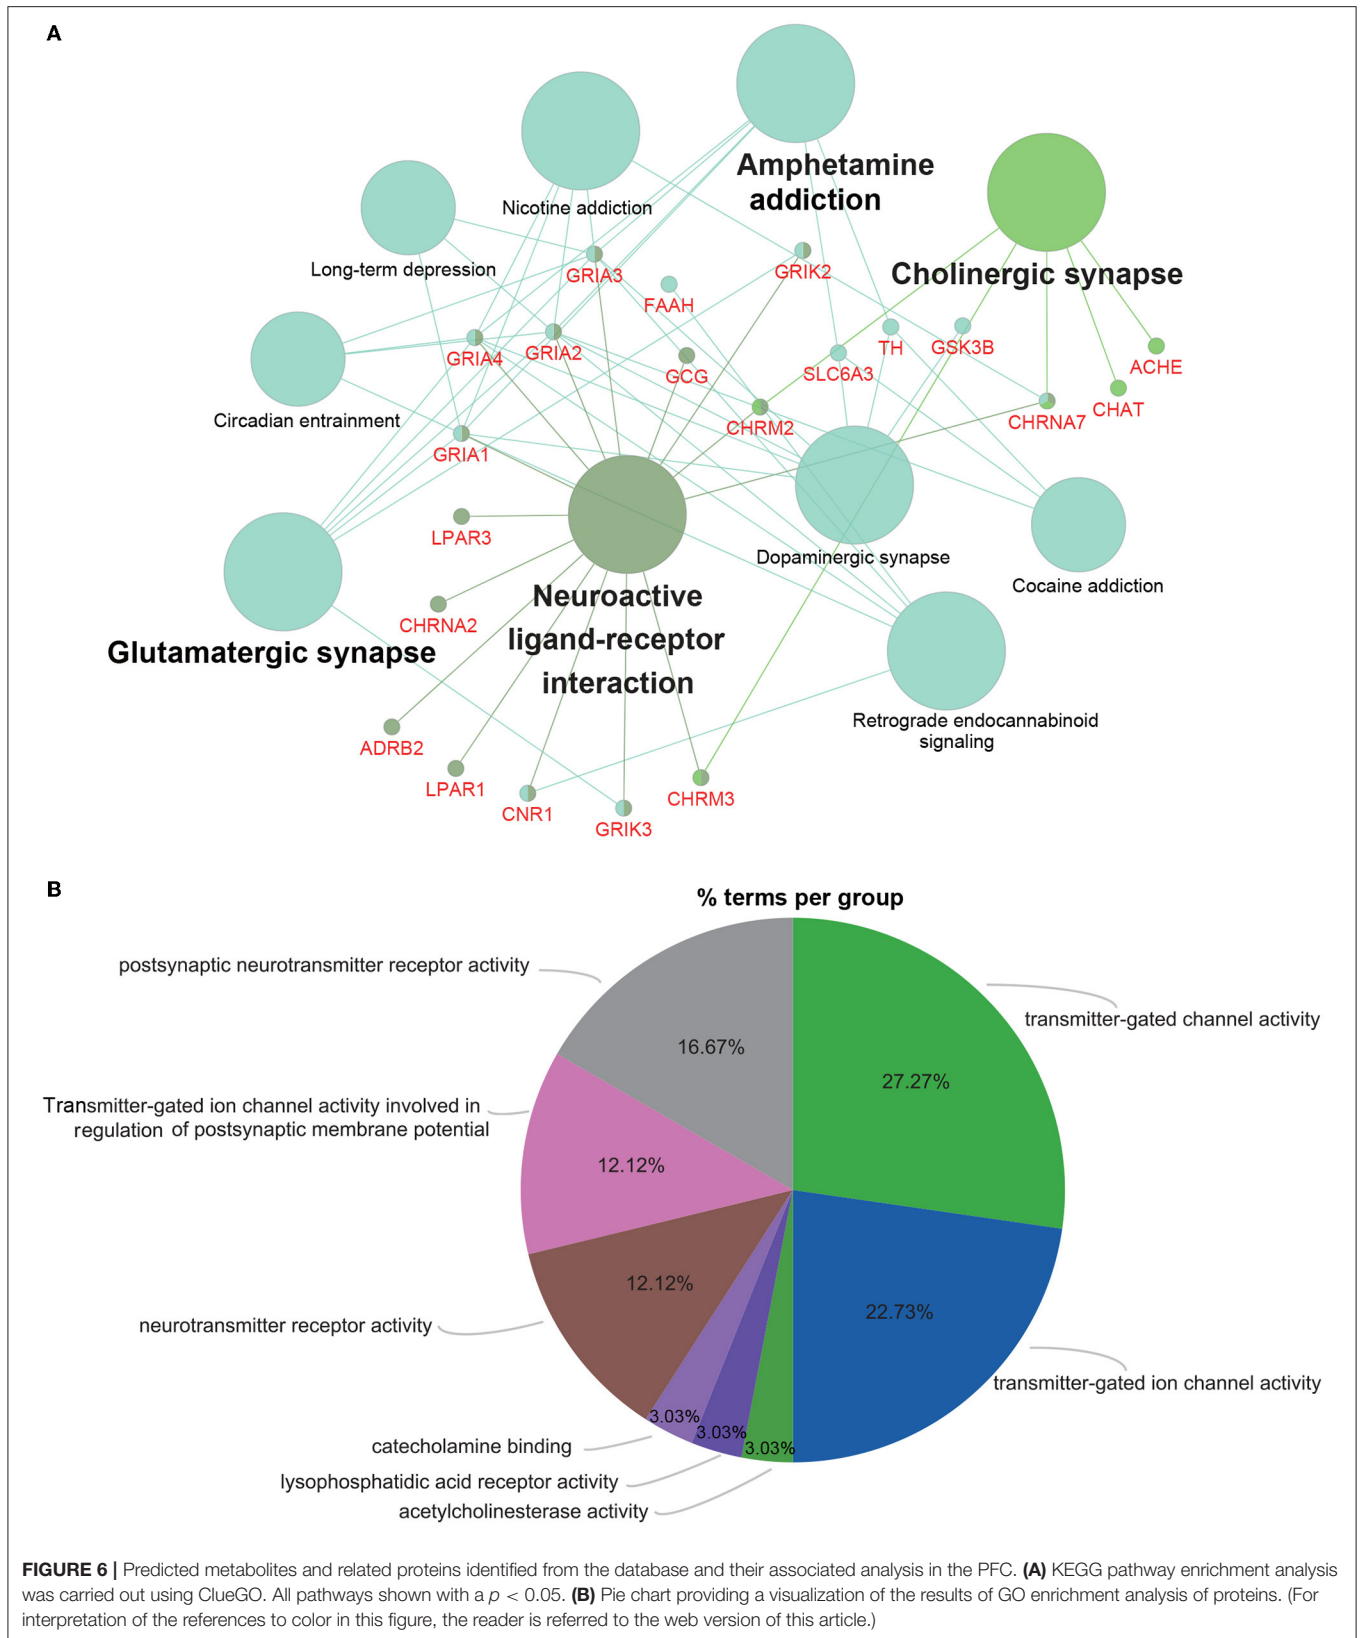 A
Amphetamine
addiction
Nicotine addiction
Long-term depression
Cholinergic synapse
GRIA3
GRIK2
FAAH
GRIA4
GRIA2
TH
GSK3B
SLC6A3
GCG
ACHE
CHAT
CHRNA7
CHRM2
Circadian entrainment
GRIA1
LPAR3
Dopaminergic synapse
Cocaine addiction
CHRNA2
Neuroactive
ligand-receptor
interaction
Glutamatergic synapse
Retrograde endocannabinoid
signaling
ADRB2
LPAR1
CNR1
GRIK3
CHRM3
B
% terms per group
postsynaptic neurotransmitter receptor activity
transmitter-gated channel activity
16.67%
27.27%
Transmitter-gated ion channel activity involved in
regulation of postsynaptic membrane potential
12.12%
12.12%
22.73%
neurotransmitter receptor activity
transmitter-gated ion channel activity
3.03%
3.03%
3.03%
catecholamine binding
lysophosphatidic acid receptor activity
acetylcholinesterase activity
FIGURE 6 | Predicted metabolites and related proteins identified from the database and their associated analysis in the PFC. (A) KEGG pathway enrichment analysis
was carried out using ClueGO. All pathways shown with a p < 0.05. (B) Pie chart providing a visualization of the results of GO enrichment analysis of proteins. (For
interpretation of the references to color in this figure, the reader is referred to the web version of this article.)